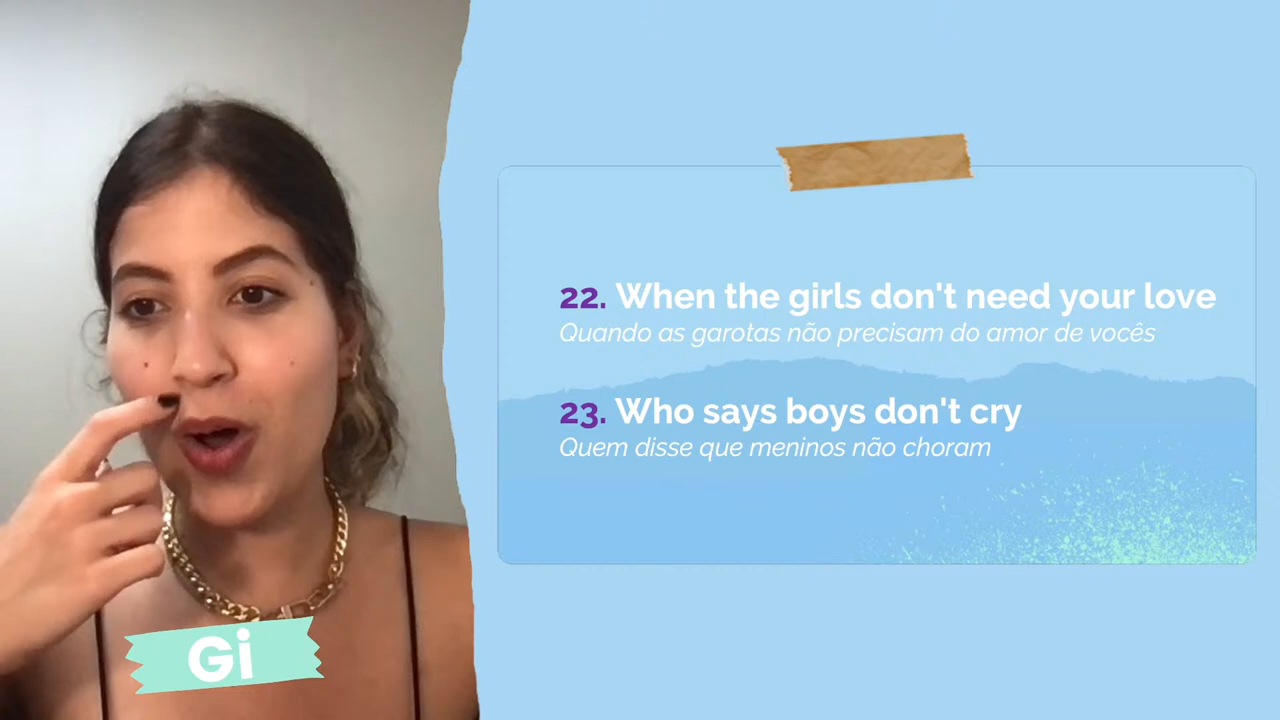 22. When the girls don't need your love
Quando as garotas não precisam do amor de vocês
23. Who says boys don't cry
Quem disse que meninos não choram
Gi